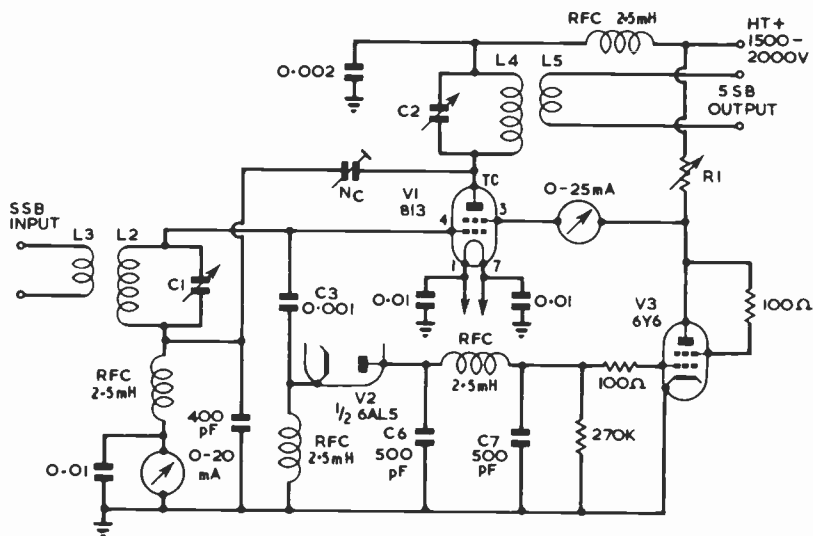 RFC 2·5mH
HT+
1500–
2000V
0·002
L4
L5
SSB
OUTPUT
C2
NC
V1
813
TC
0-25mA
R1
SSB
INPUT
L3
L2
C1
4
3
1
7
C3
0·001
0·01
0·01
V3
6Y6
100Ω
RFC
2·5mH
RFC
2·5mH
400
pF
0-20
mA
0·01
V2
½ 6AL5
RFC
2·5mH
C6
500
pF
C7
500
pF
100Ω
270K